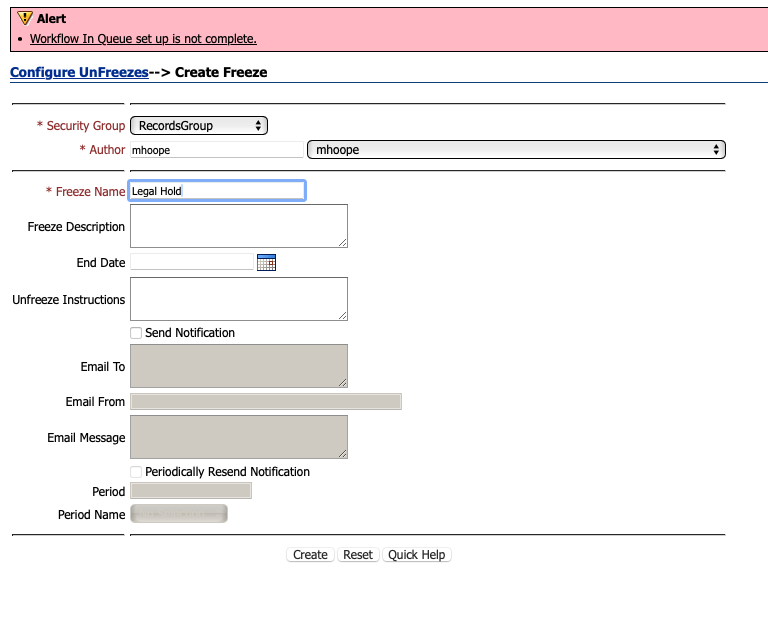 Alert
• Workflow In Queue set up is not complete.
Configure UnFreezes--> Create Freeze
* Security Group RecordsGroup
* Author mhoope mhoope
* Freeze Name Legal Hold
Freeze Description
End Date
Unfreeze Instructions
Send Notification
Email To
Email From
Email Message
Periodically Resend Notification
Period
Period Name
Create Reset Quick Help